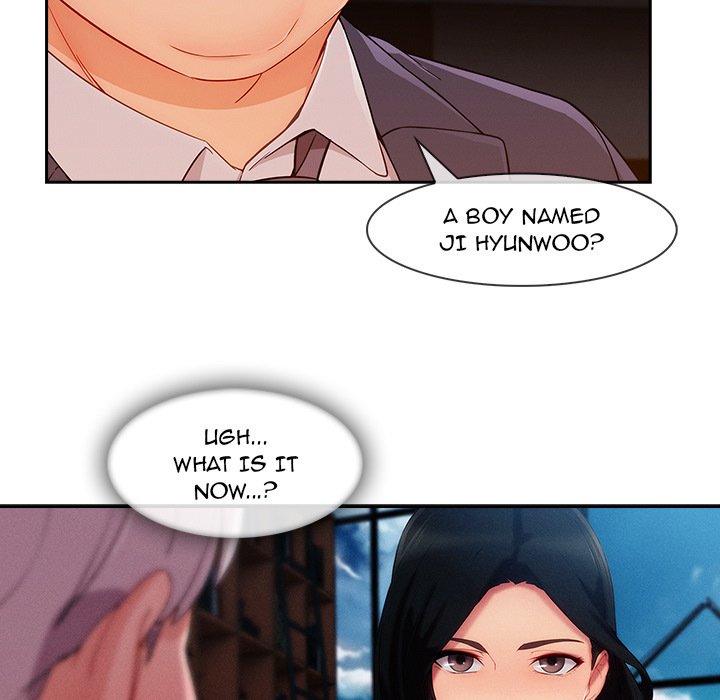 A BOY NAMED
JI HYUNWOO?
UGH...
WHAT IS IT
NOW...?